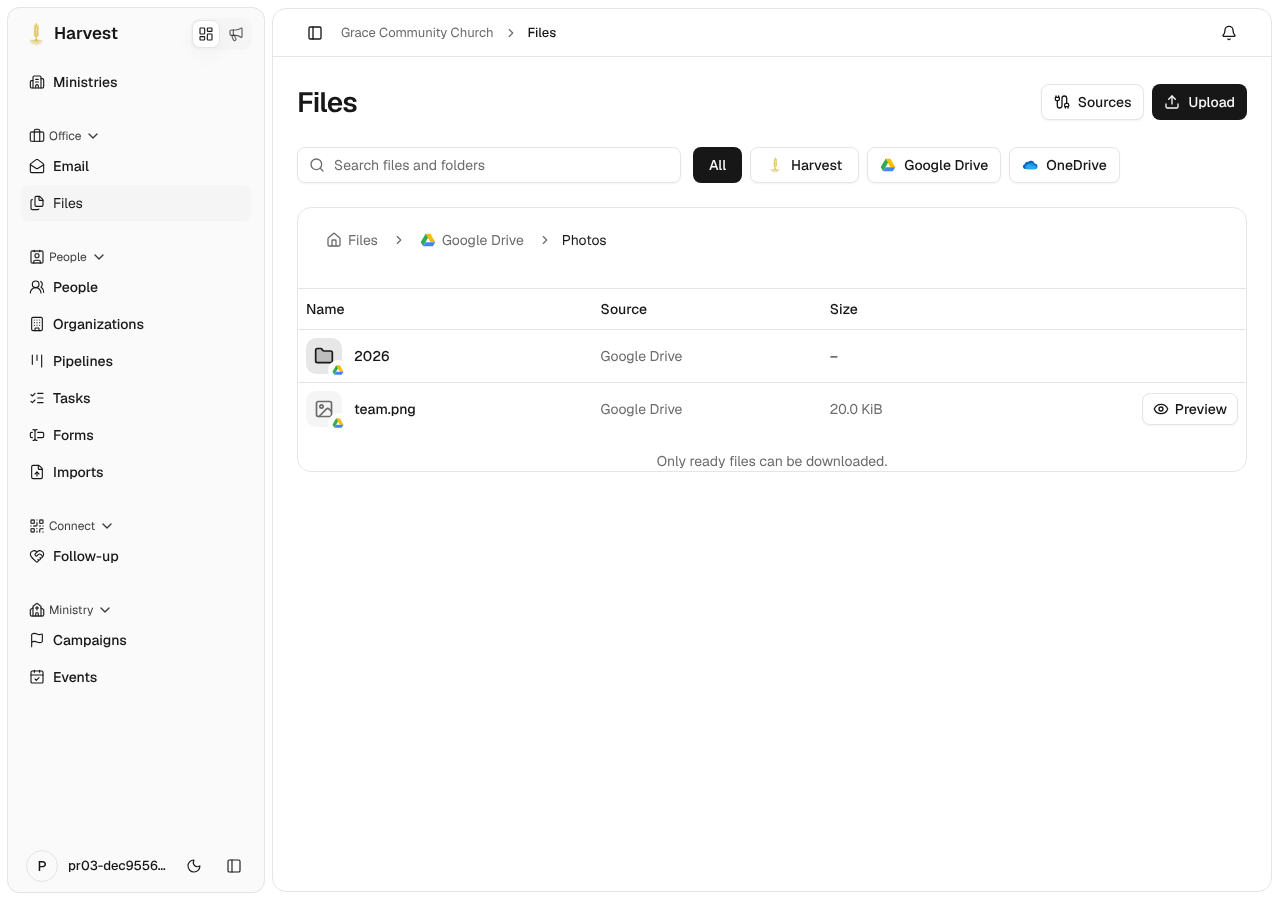 Harvest
Ministries
Office
Email
Files
People
People
Organizations
Pipelines
Tasks
Forms
Imports
Connect
Follow-up
Ministry
Campaigns
Events
P pr03-dec9556…
Grace Community Church Files
Files
Sources Upload
Search files and folders All Harvest Google Drive OneDrive
Files Google Drive Photos
Name Source Size
2026 Google Drive –
team.png Google Drive 20.0 KiB Preview
Only ready files can be downloaded.